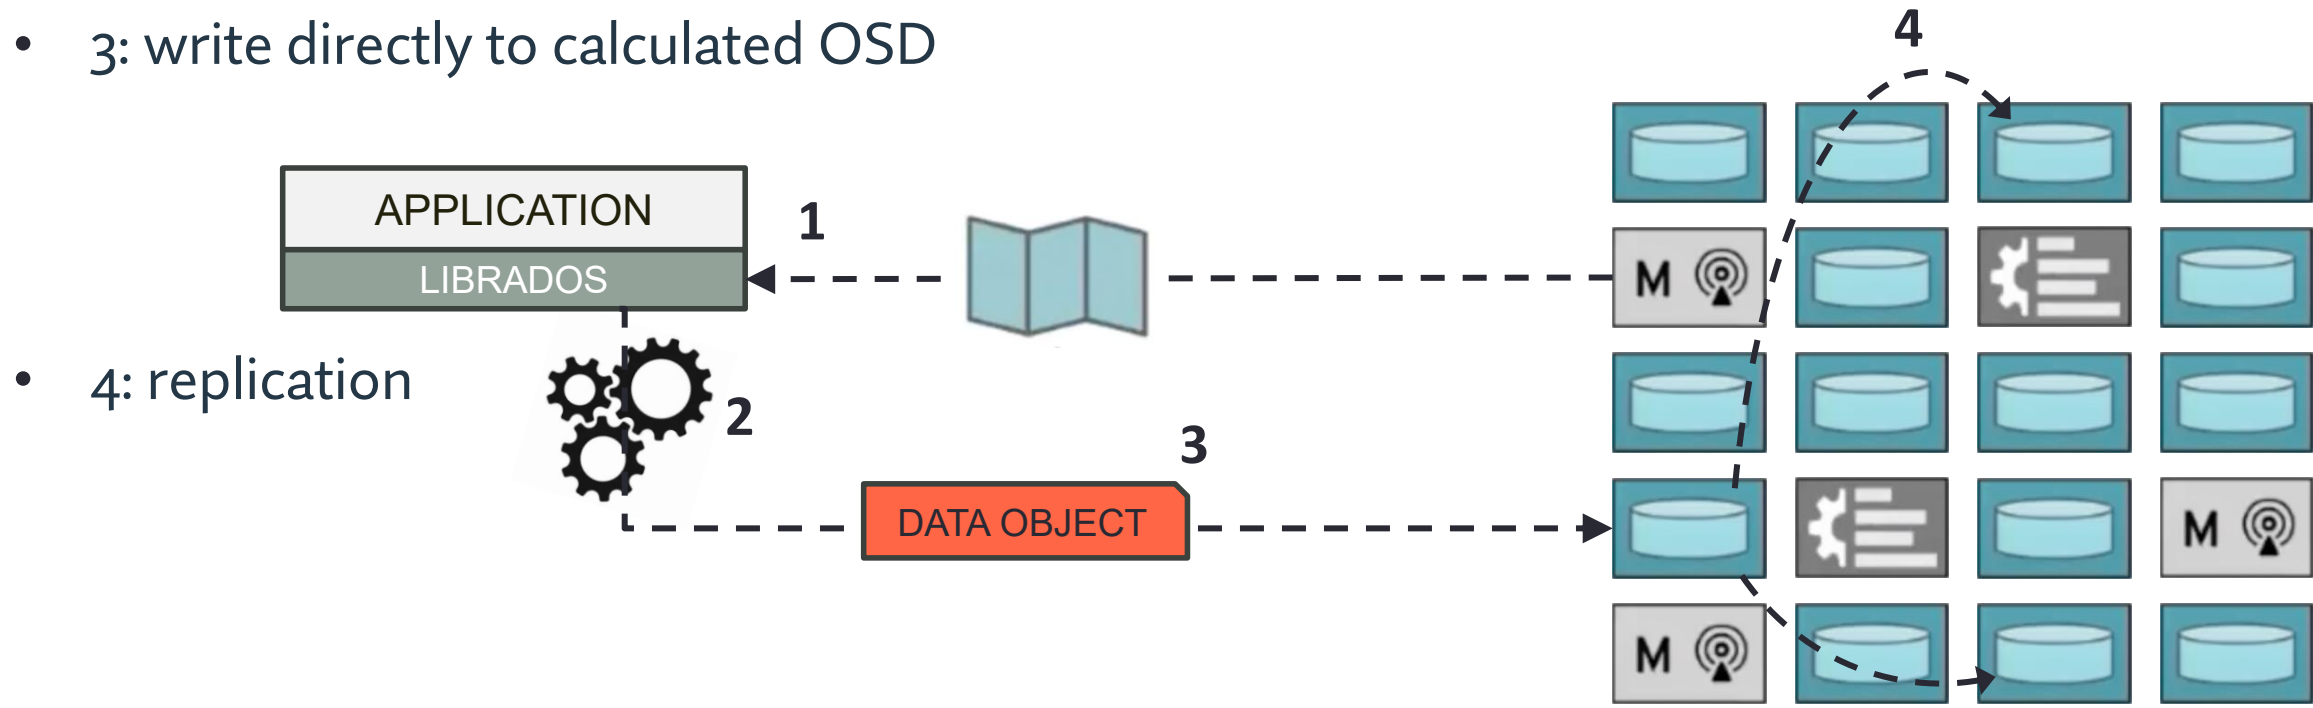 • 3: write directly to calculated OSD
4
APPLICATION
1
LIBRADOS
M
• 4: replication
2
3
DATA OBJECT
M
M